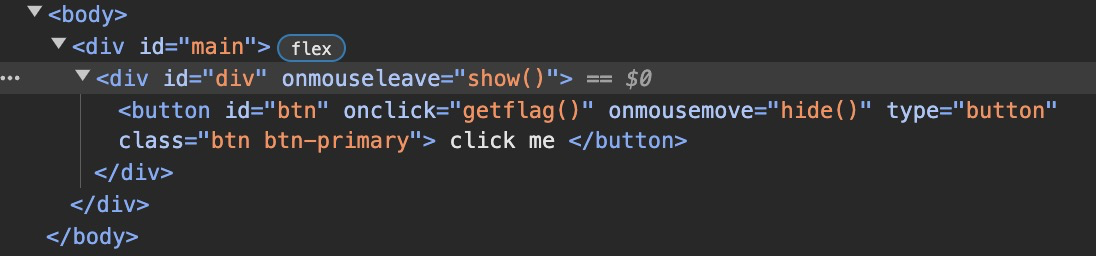 ▼<body>
▼<div id="main"> flex
... ▼<div id="div" onmouseleave="show()"> == $0
<button id="btn" onclick="getflag()" onmousemove="hide()" type="button"
class="btn btn-primary"> click me </button>
</div>
</div>
</body>